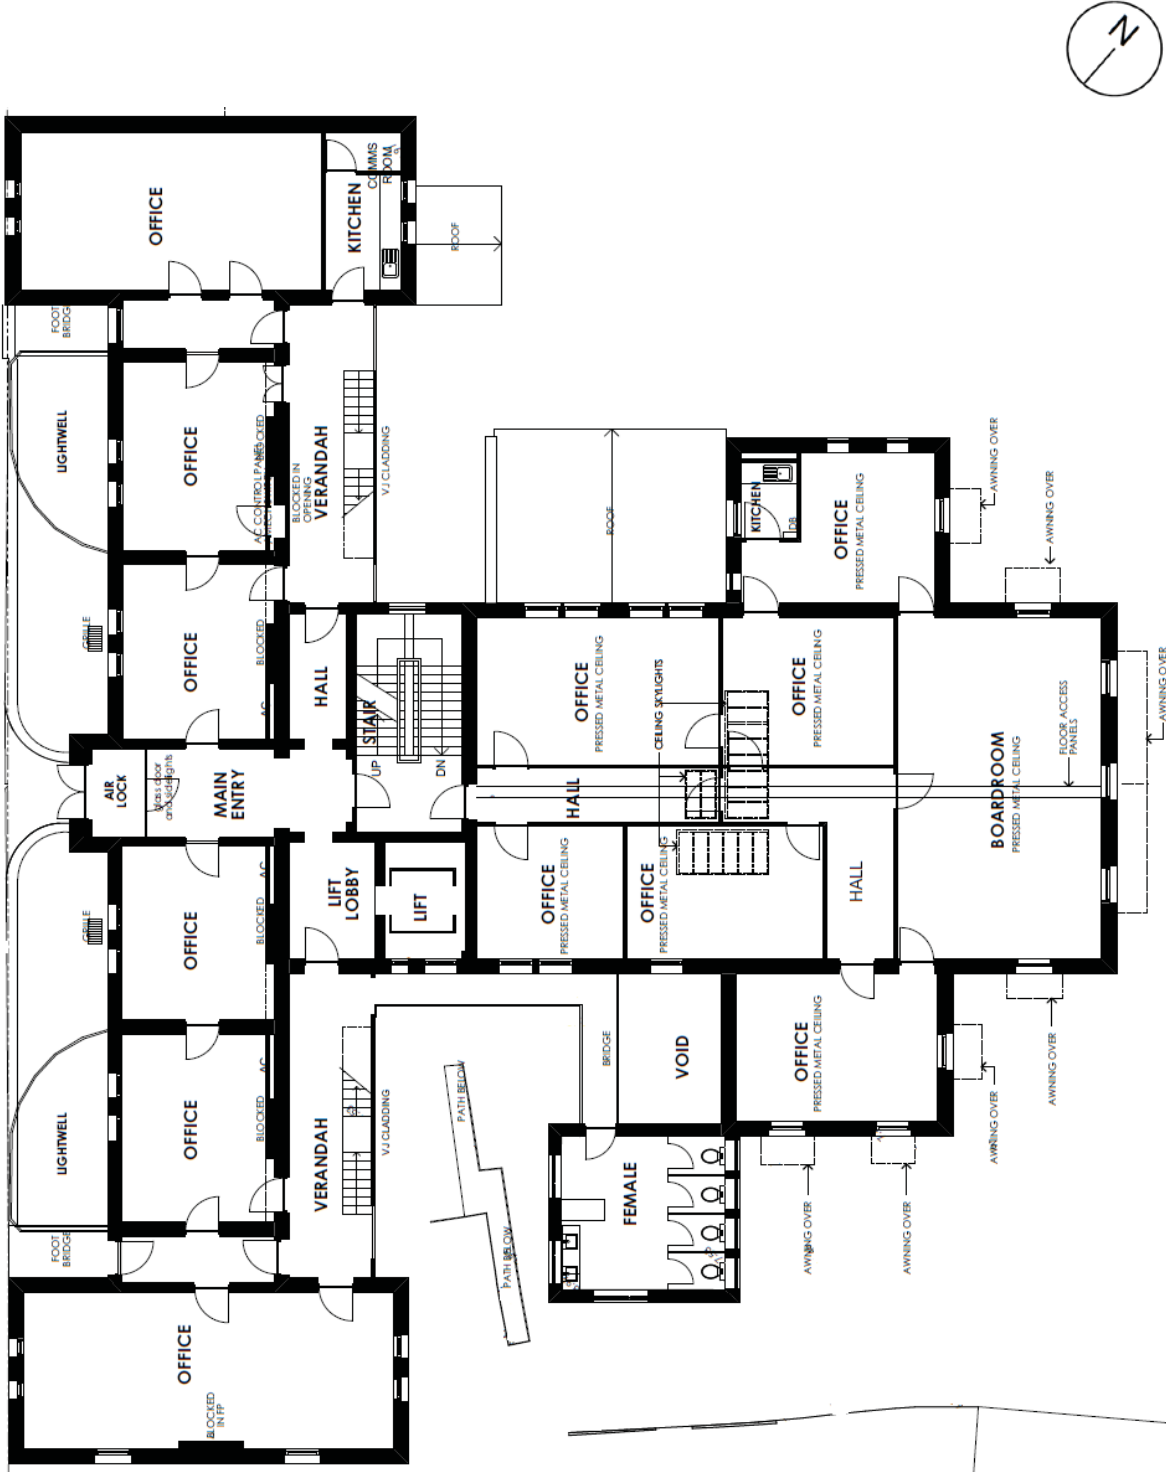 N
COMMS
ROOM
OFFICE
KITCHEN
ROOF
FOOT
BRIDGE
LIGHTWELL
OFFICE
AC CONTROL PANEL
BLOCKED
BLOCKED IN
OPENING
VERANDAH
VJ CLADDING
ROOF
KITCHEN
DB
OFFICE
PRESSED METAL CEILING
AWNING OVER
AWNING OVER
GRILLE
OFFICE
BLOCKED
AC
HALL
STAIR
UP
DN
OFFICE
PRESSED METAL CEILING
CEILING SKYLIGHTS
OFFICE
PRESSED METAL CEILING
FLOOR ACCESS
PANELS
AWNING OVER
AIR
LOCK
glass door
and sidelights
MAIN
ENTRY
HALL
BOARDROOM
PRESSED METAL CEILING
GRILLE
OFFICE
BLOCKED
AC
LIFT
LOBBY
LIFT
OFFICE
PRESSED METAL CEILING
OFFICE
PRESSED METAL CEILING
HALL
LIGHTWELL
OFFICE
BLOCKED
AC
VERANDAH
VJ CLADDING
PATH BELOW
BRIDGE
VOID
OFFICE
PRESSED METAL CEILING
AWNING OVER
AWNING OVER
FOOT
BRIDGE
PATH BELOW
FEMALE
AWNING OVER
AWNING OVER
OFFICE
BLOCKED
IN FP